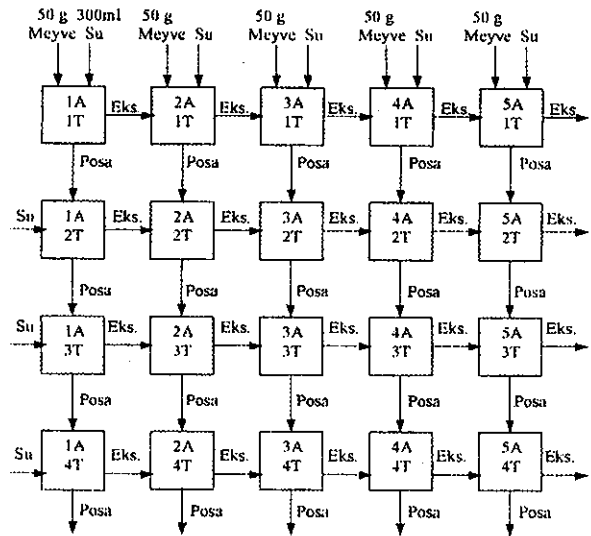 50 g 300ml 50 g 50 g 50 g 50 g
Meyve Su Meyve Su Meyve Su Meyve Su Meyve Su
1A Eks. 2A Eks. 3A Eks. 4A Eks. 5A Eks.
1T 1T 1T 1T 1T
Posa Posa Posa Posa Posa
Su 1A Eks. 2A Eks. 3A Eks. 4A Eks. 5A Eks.
2T 2T 2T 2T 2T
Posa Posa Posa Posa Posa
Su 1A Eks. 2A Eks. 3A Eks. 4A Eks. 5A Eks.
3T 3T 3T 3T 3T
Posa Posa Posa Posa Posa
Su 1A Eks. 2A Eks. 3A Eks. 4A Eks. 5A Eks.
4T 4T 4T 4T 4T
Posa Posa Posa Posa Posa